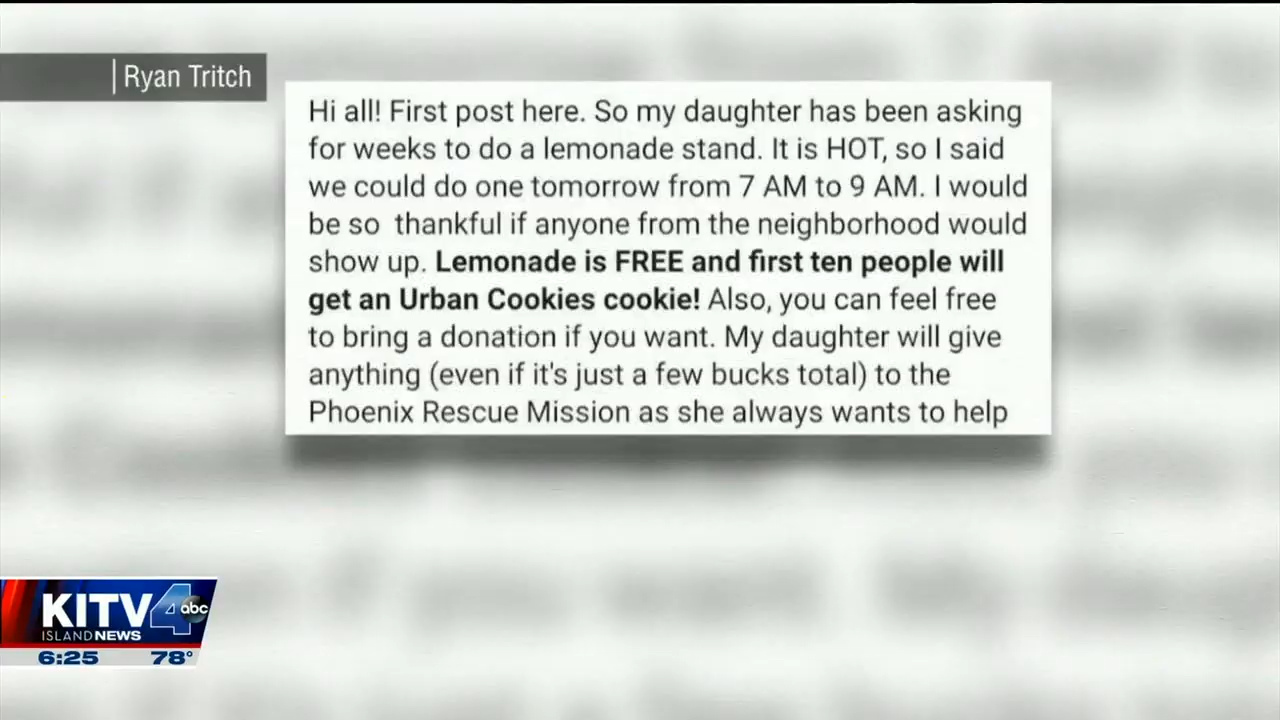 Ryan Tritch
Hi all! First post here. So my daughter has been asking
for weeks to do a lemonade stand. It is HOT, so I said
we could do one tomorrow from 7 AM to 9 AM. I would
be so  thankful if anyone from the neighborhood would
show up. Lemonade is FREE and first ten people will
get an Urban Cookies cookie! Also, you can feel free
to bring a donation if you want. My daughter will give
anything (even if it's just a few bucks total) to the
Phoenix Rescue Mission as she always wants to help
KITV4 abc
ISLAND NEWS
6:25 78°